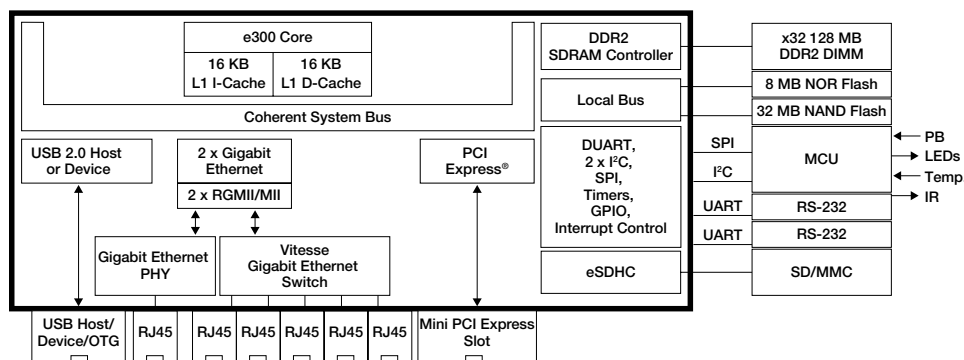 e300 Core
16 KB
L1 I-Cache
16 KB
L1 D-Cache
Coherent System Bus
DDR2
SDRAM Controller
Local Bus
x32 128 MB
DDR2 DIMM
8 MB NOR Flash
32 MB NAND Flash
USB 2.0 Host
or Device
2 x Gigabit
Ethernet
2 x RGMII/MII
PCI
Express®
DUART,
2 x I²C,
SPI,
Timers,
GPIO,
Interrupt Control
SPI
I²C
UART
UART
MCU
PB
LEDs
Temp
IR
RS-232
RS-232
Gigabit Ethernet
PHY
Vitesse
Gigabit Ethernet
Switch
eSDHC
SD/MMC
USB Host/
Device/OTG
RJ45
RJ45
RJ45
RJ45
RJ45
RJ45
Mini PCI Express
Slot